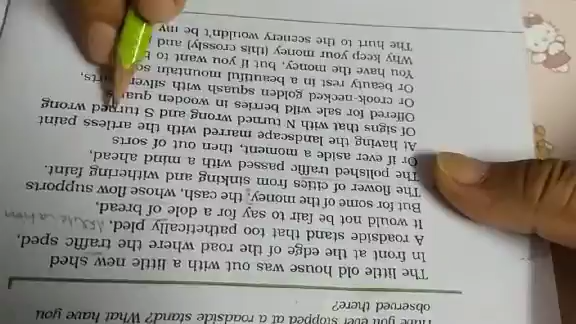 you ever stopped at a roadside stand? What have you
observed there?
The little old house was out with a little new shed
In front at the edge of the road where the traffic sped,
A roadside stand that too pathetically pled,
It would not be fair to say for a dole of bread,
But for some of the money, the cash, whose flow supports
The flower of cities from sinking and withering faint.
The polished traffic passed with a mind ahead,
Or if ever aside a moment, then out of sorts
At having the landscape marred with the artless paint
Of signs that with N turned wrong and S turned wrong
Offered for sale wild berries in wooden
Or crook-necked golden squash with silver
Or beauty rest in a beautiful mountain
You have the money, but if you want to
Why keep your money (this crossly) and
The hurt to the scenery wouldn't be my